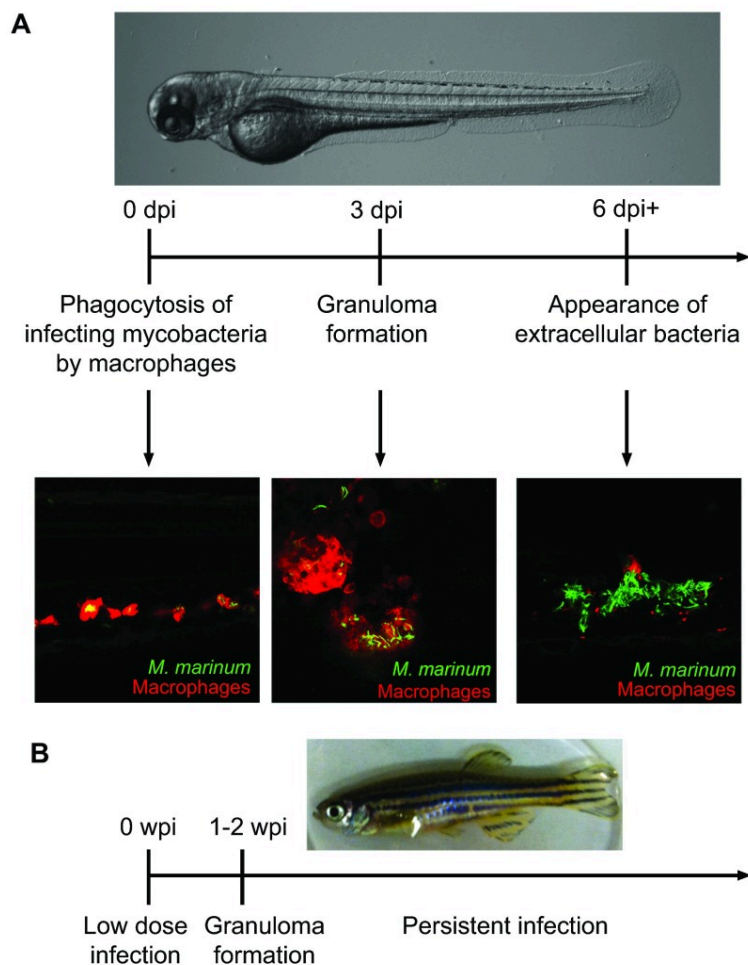 A
0 dpi 3 dpi 6 dpi+
Phagocytosis of
infecting mycobacteria
by macrophages
Granuloma
formation
Appearance of
extracellular bacteria
M. marinum
Macrophages
M. marinum
Macrophages
M. marinum
Macrophages
B
0 wpi 1-2 wpi
Low dose
infection
Granuloma
formation
Persistent infection